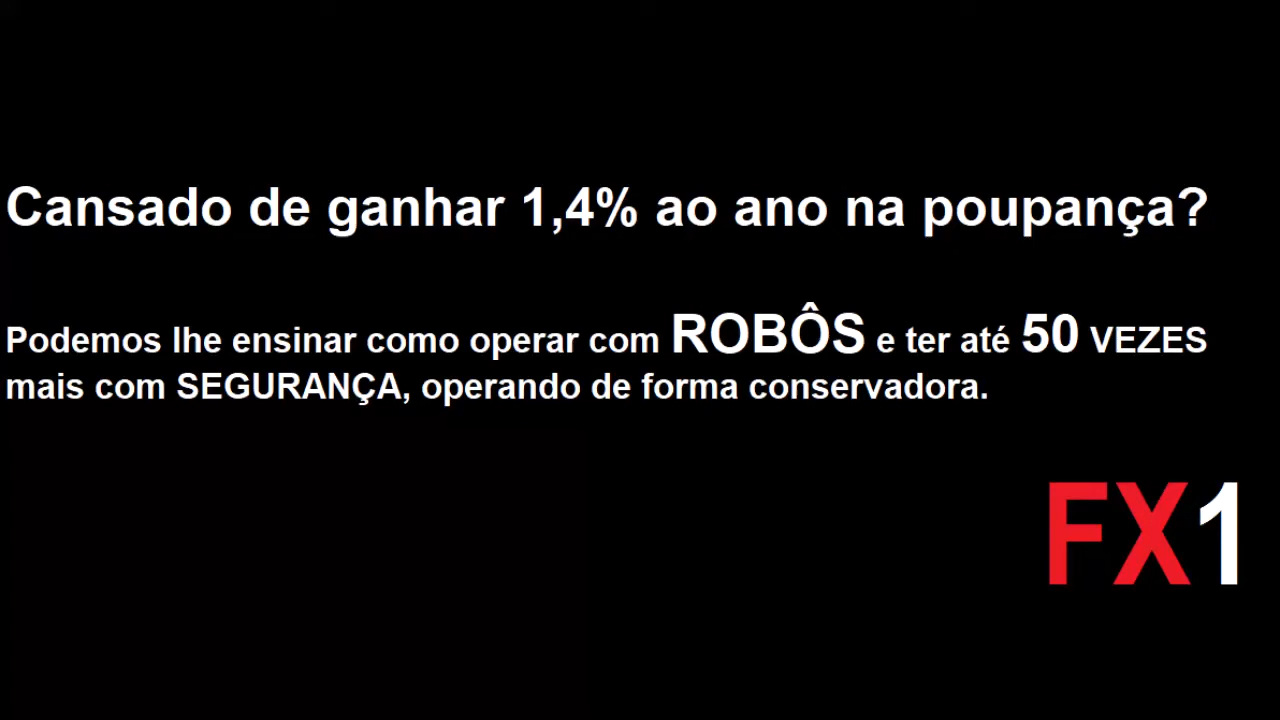 Cansado de ganhar 1,4% ao ano na poupança?
Podemos lhe ensinar como operar com ROBÔS e ter até 50 VEZES
mais com SEGURANÇA, operando de forma conservadora.
FX1